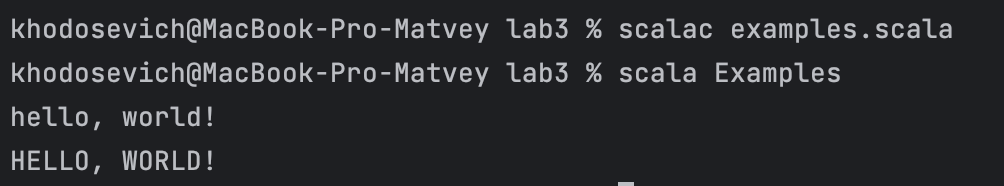 khodosevich@MacBook-Pro-Matvey lab3 % scalac examples.scala
khodosevich@MacBook-Pro-Matvey lab3 % scala Examples
hello, world!
HELLO, WORLD!